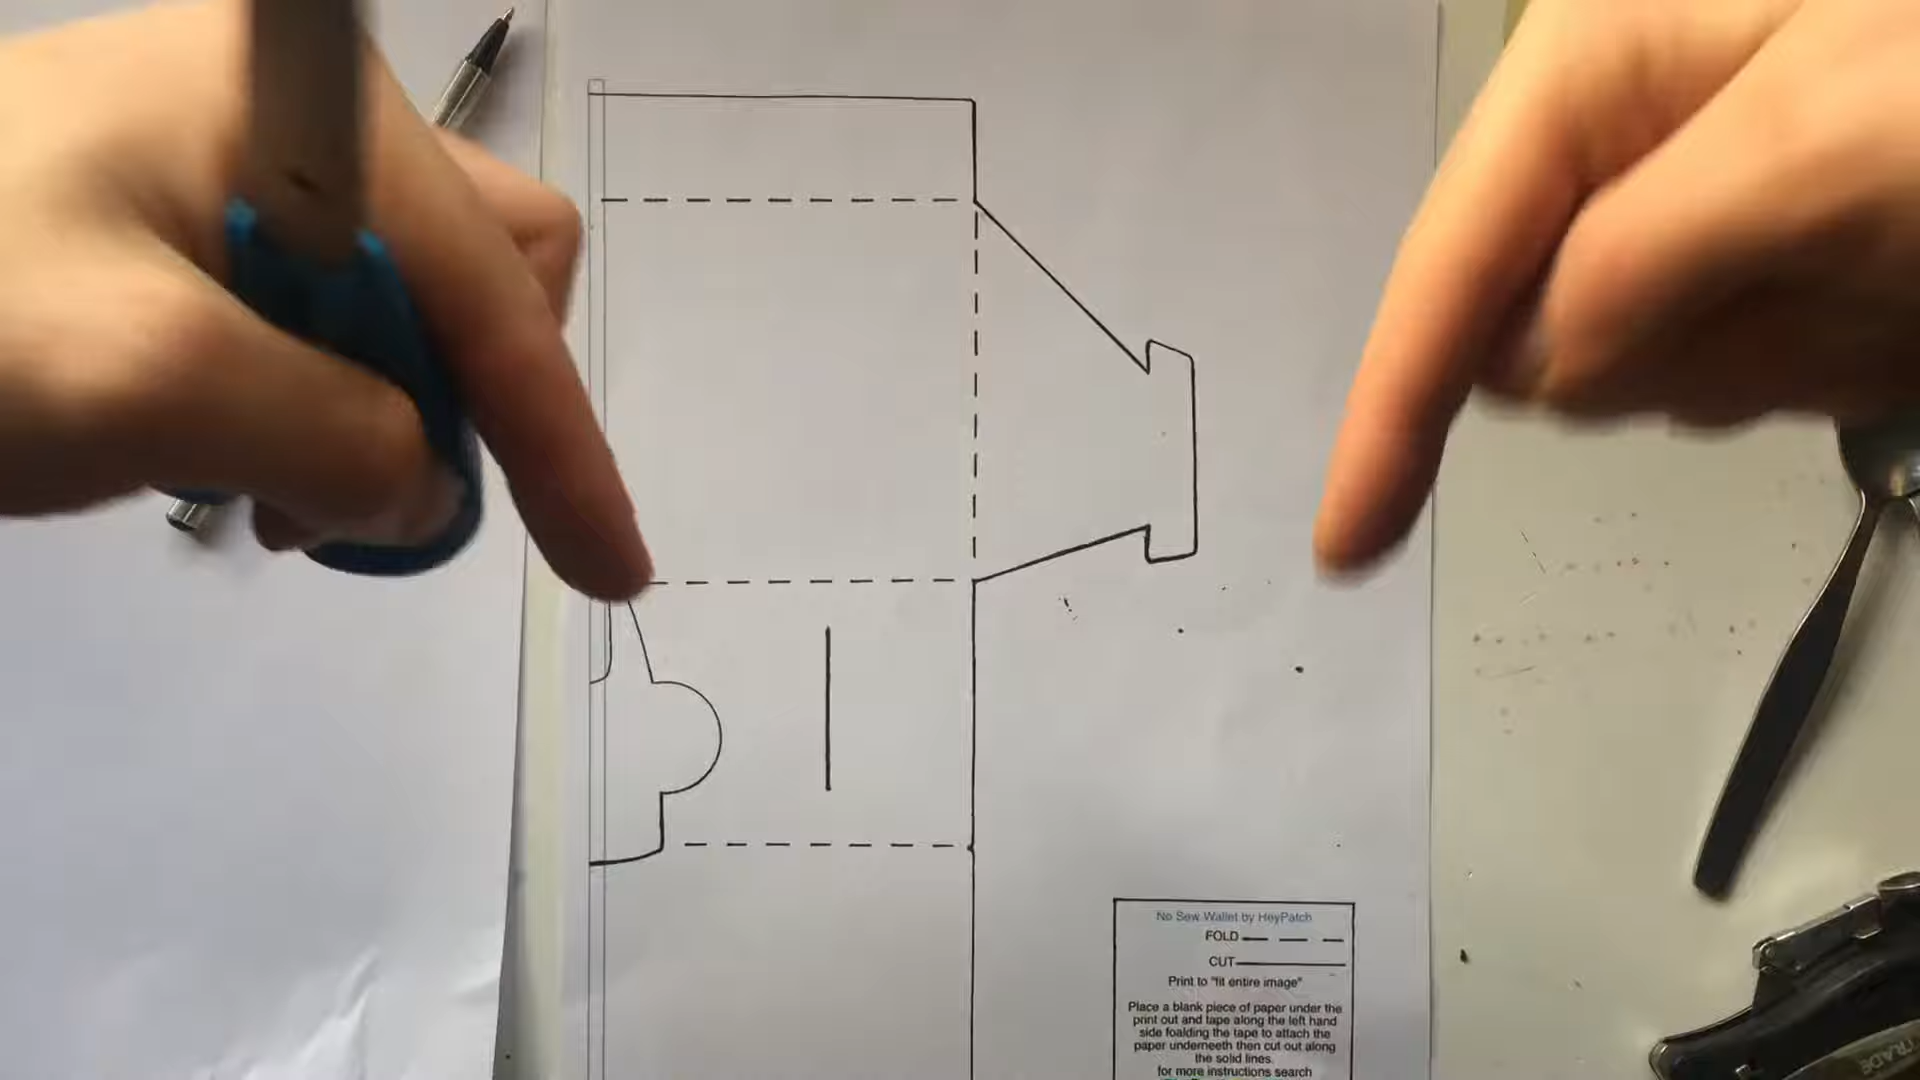 No Sew Wallet by HeyPatch
FOLD
CUT
Print to "fit entire image"
Place a blank piece of paper under the
print out and tape along the left hand
side foalding the tape to attach the
paper underneeth then cut out along
the solid lines.
for more instructions search
TRADE